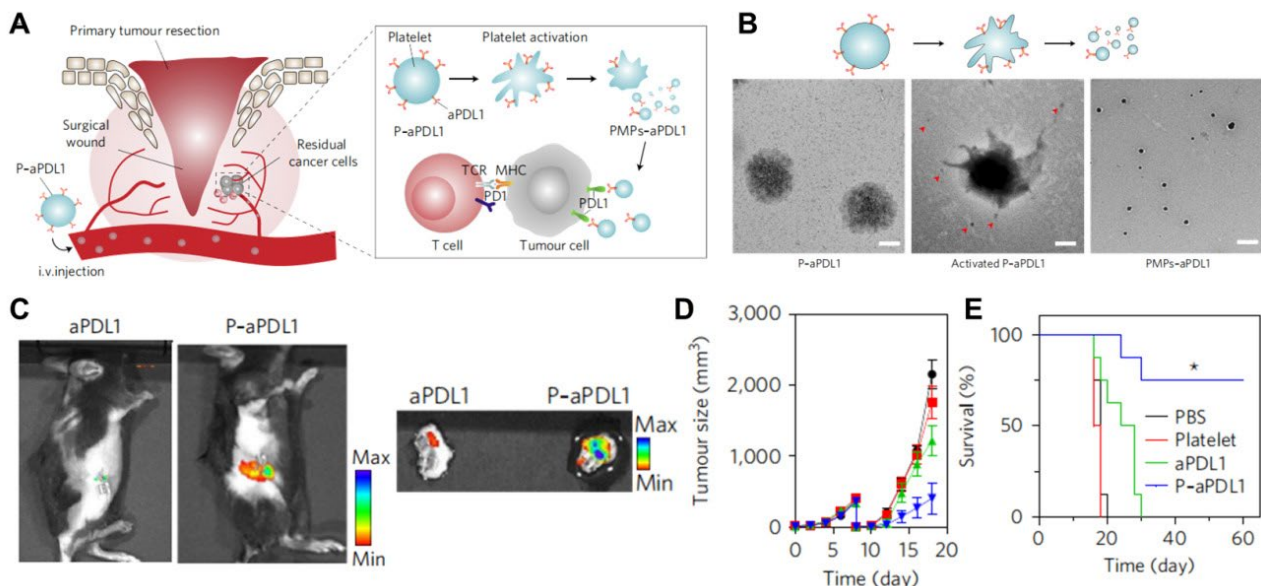 A
Primary tumour resection
Surgical
wound
Residual
cancer cells
P-aPDL1
i.v.injection
Platelet
Platelet activation
aPDL1
P-aPDL1
PMPs-aPDL1
TCR
MHC
PD1
PDL1
T cell
Tumour cell
B
P-aPDL1
Activated P-aPDL1
PMPs-aPDL1
C
aPDL1
P-aPDL1
Max
Min
aPDL1
P-aPDL1
Max
Min
D
Tumour size (mm³)
3,000
2,000
1,000
0
0 5 10 15 20
Time (day)
E
Survival (%)
100
50
0
*
PBS
Platelet
aPDL1
P-aPDL1
0 20 40 60
Time (day)